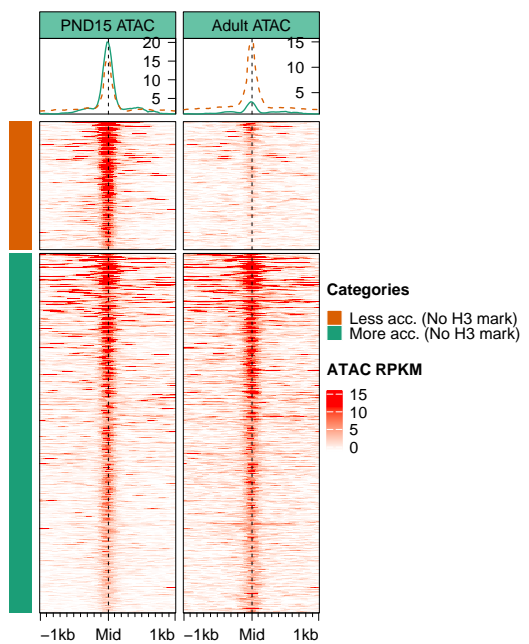 PND15 ATAC Adult ATAC
20 15
15 10
10 5
5
Categories
Less acc. (No H3 mark)
More acc. (No H3 mark)
ATAC RPKM
15
10
5
0
−1kb Mid 1kb −1kb Mid 1kb